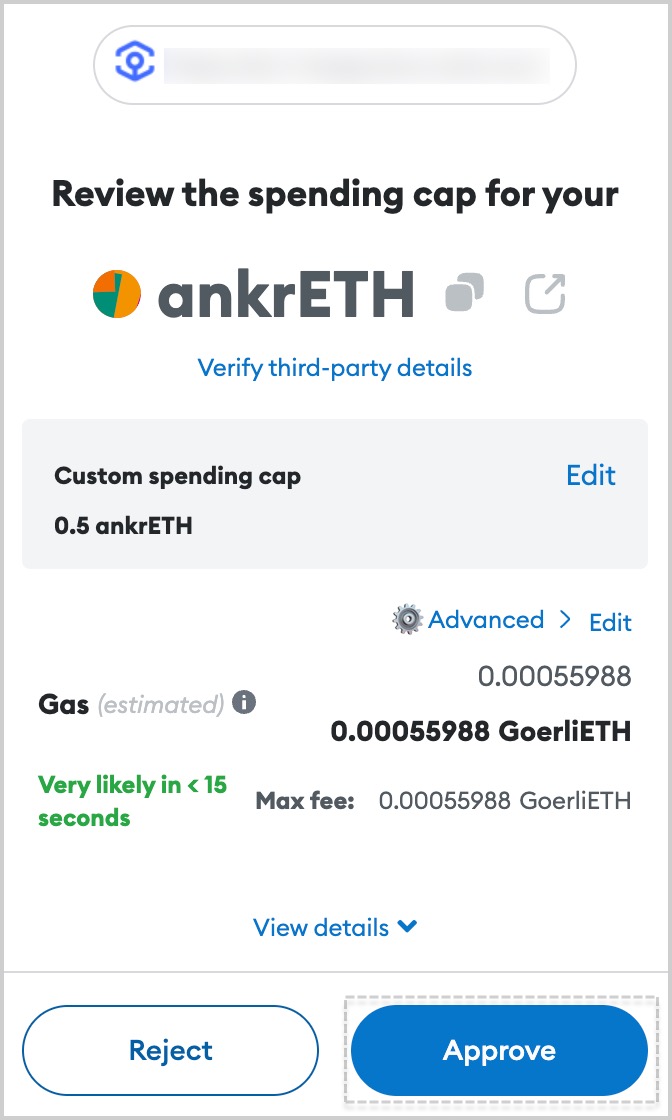 Review the spending cap for your
ankrETH
Verify third-party details
Custom spending cap
Edit
0.5 ankrETH
Advanced > Edit
0.00055988
Gas (estimated)
0.00055988 GoerliETH
Very likely in < 15
seconds
Max fee: 0.00055988 GoerliETH
View details
Reject
Approve